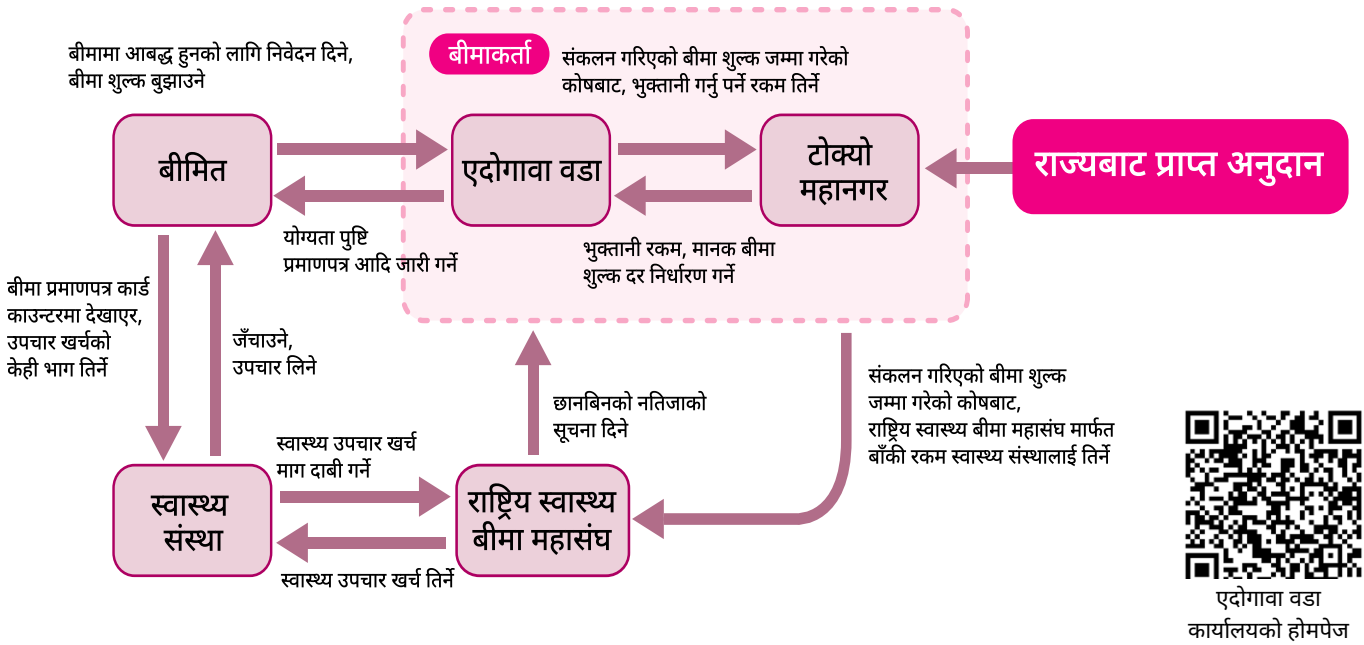 बीमामा आबद्ध हुनको लागि निवेदन दिने,
बीमा शुल्क बुझाउने
बीमाकर्ता
संकलन गरिएको बीमा शुल्क जम्मा गरेको
कोषबाट, भुक्तानी गर्नु पर्ने रकम तिर्ने
बीमित
एदोगावा वडा
टोक्यो
महानगर
राज्यबाट प्राप्त अनुदान
योग्यता पुष्टि
प्रमाणपत्र आदि जारी गर्ने
भुक्तानी रकम, मानक बीमा
शुल्क दर निर्धारण गर्ने
बीमा प्रमाणपत्र कार्ड
काउन्टरमा देखाएर,
उपचार खर्चको
केही भाग तिर्ने
जँचाउने,
उपचार लिने
छानबिनको नतिजाको
सूचना दिने
संकलन गरिएको बीमा शुल्क
जम्मा गरेको कोषबाट,
राष्ट्रिय स्वास्थ्य बीमा महासंघ मार्फत
बाँकी रकम स्वास्थ्य संस्थालाई तिर्ने
स्वास्थ्य उपचार खर्च
माग दाबी गर्ने
स्वास्थ्य
संस्था
राष्ट्रिय स्वास्थ्य
बीमा महासंघ
स्वास्थ्य उपचार खर्च तिर्ने
एदोगावा वडा
कार्यालयको होमपेज